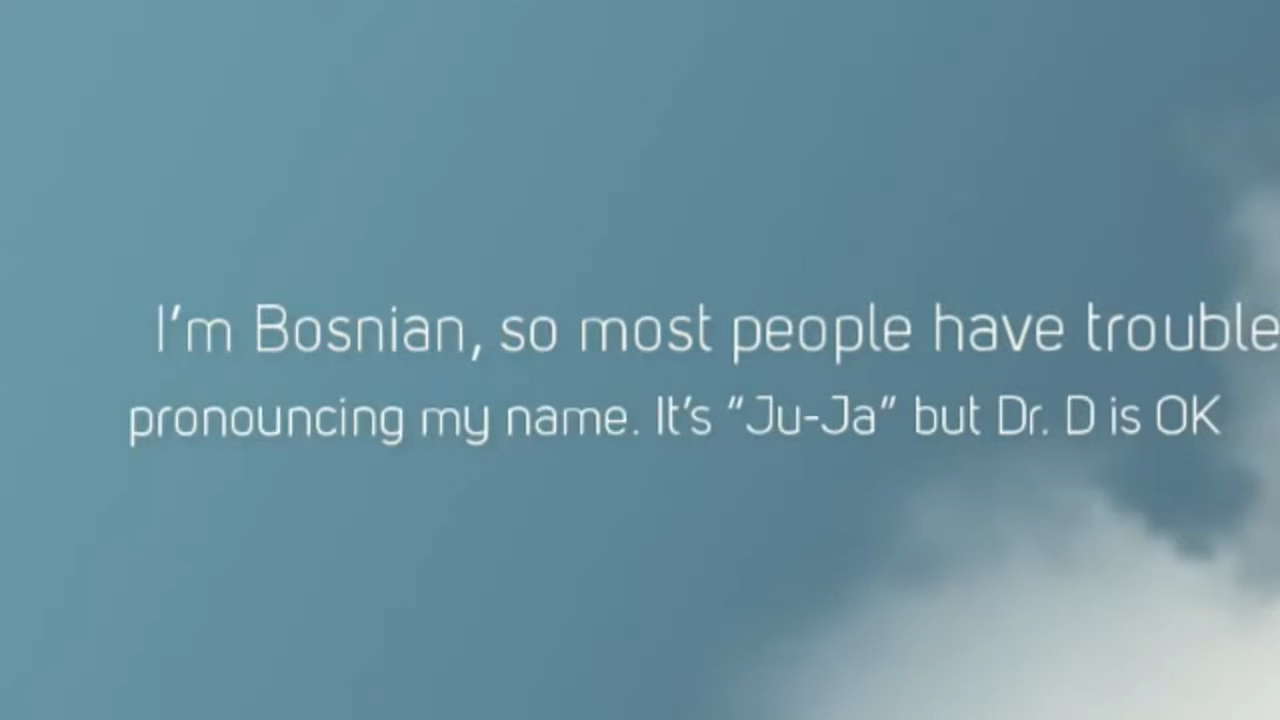 I'm Bosnian, so most people have trouble
pronouncing my name. It's "Ju-Ja" but Dr. D is OK